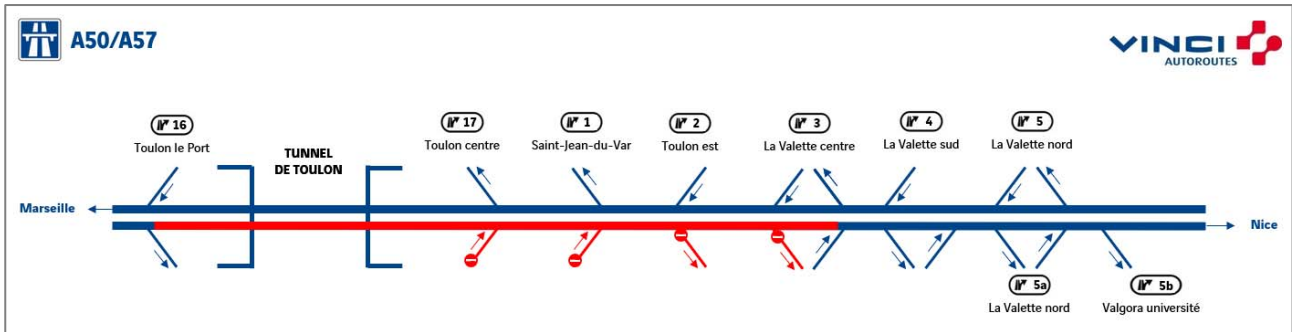 A50/A57
VINCI
AUTOROUTES
16
Toulon le Port
TUNNEL
DE TOULON
17
Toulon centre
1
Saint-Jean-du-Var
2
Toulon est
3
La Valette centre
4
La Valette sud
5
La Valette nord
Marseille
Nice
5a
La Valette nord
5b
Valgora université